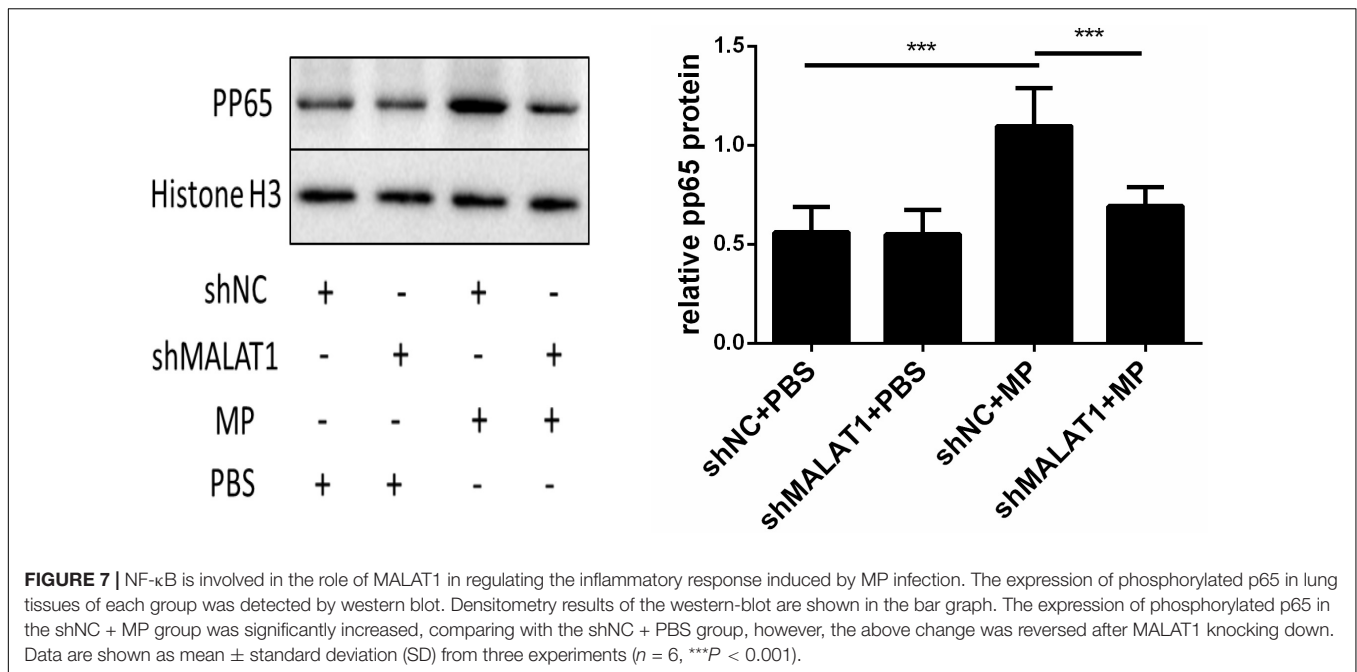 PP65
Histone H3
shNC + - + -
shMALAT1 - + - +
MP - - + +
PBS + + - -
relative pp65 protein
1.5
1.0
0.5
0.0
*** ***
shNC+PBS
shMALAT1+PBS
shNC+MP
shMALAT1+MP
FIGURE 7 | NF-κB is involved in the role of MALAT1 in regulating the inflammatory response induced by MP infection. The expression of phosphorylated p65 in lung
tissues of each group was detected by western blot. Densitometry results of the western-blot are shown in the bar graph. The expression of phosphorylated p65 in
the shNC + MP group was significantly increased, comparing with the shNC + PBS group, however, the above change was reversed after MALAT1 knocking down.
Data are shown as mean ± standard deviation (SD) from three experiments (n = 6, ***P < 0.001).